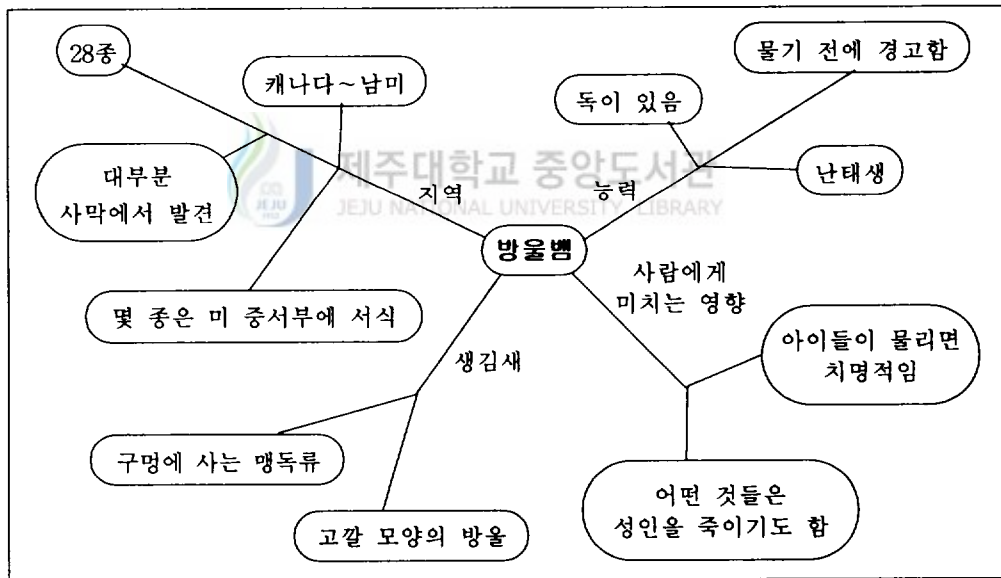 28종
캐나다~남미
대부분
사막에서 발견
지역
몇 종은 미 중서부에 서식
물기 전에 경고함
독이 있음
난태생
능력
제주대학교 중앙도서관
JEJU NATIONAL UNIVERSITY LIBRARY
JEJU
1952
방울뱀
사람에게
미치는 영향
아이들이 물리면
치명적임
어떤 것들은
성인을 죽이기도 함
생김새
구멍에 사는 맹독류
고깔 모양의 방울